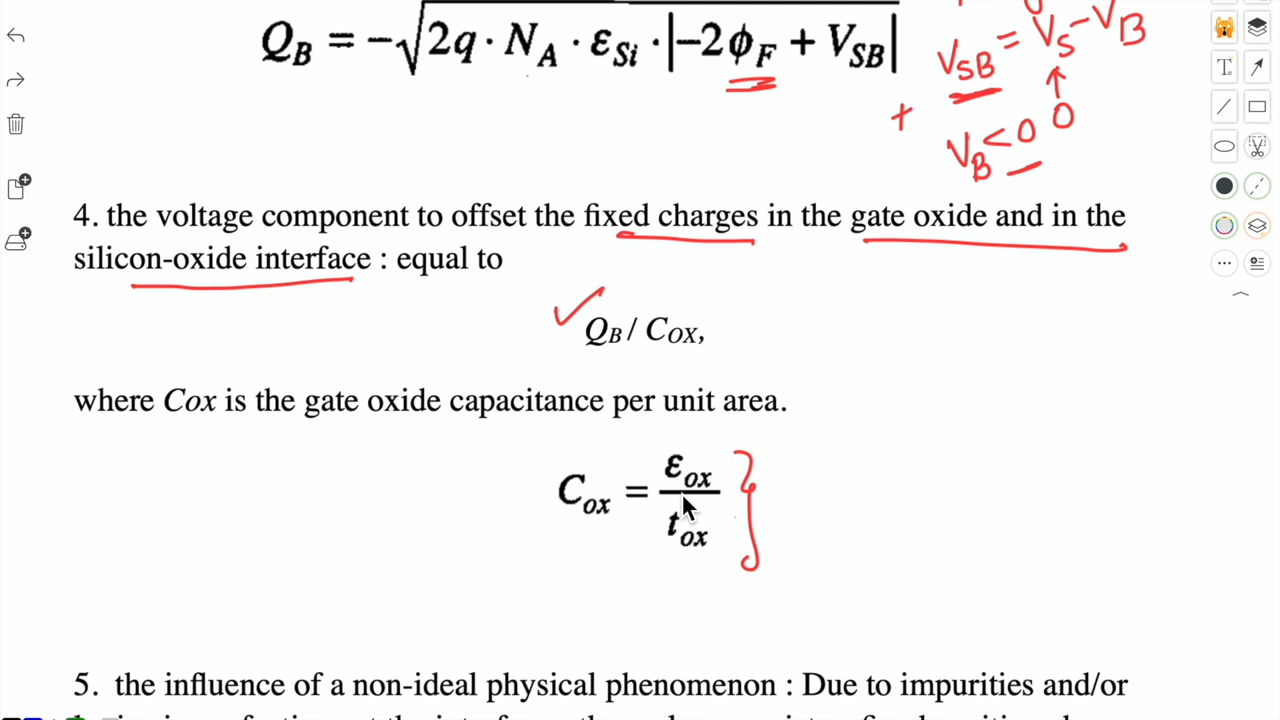 Q_B = -√2q · N_A · ε_Si · |-2ϕ_F + V_SB|
V_SB = V_S - V_B
+
0
V_B < 0
4. the voltage component to offset the fixed charges in the gate oxide and in the
silicon-oxide interface : equal to
Q_B / C_OX,
where Cox is the gate oxide capacitance per unit area.
C_ox = ε_ox / t_ox
5. the influence of a non-ideal physical phenomenon : Due to impurities and/or